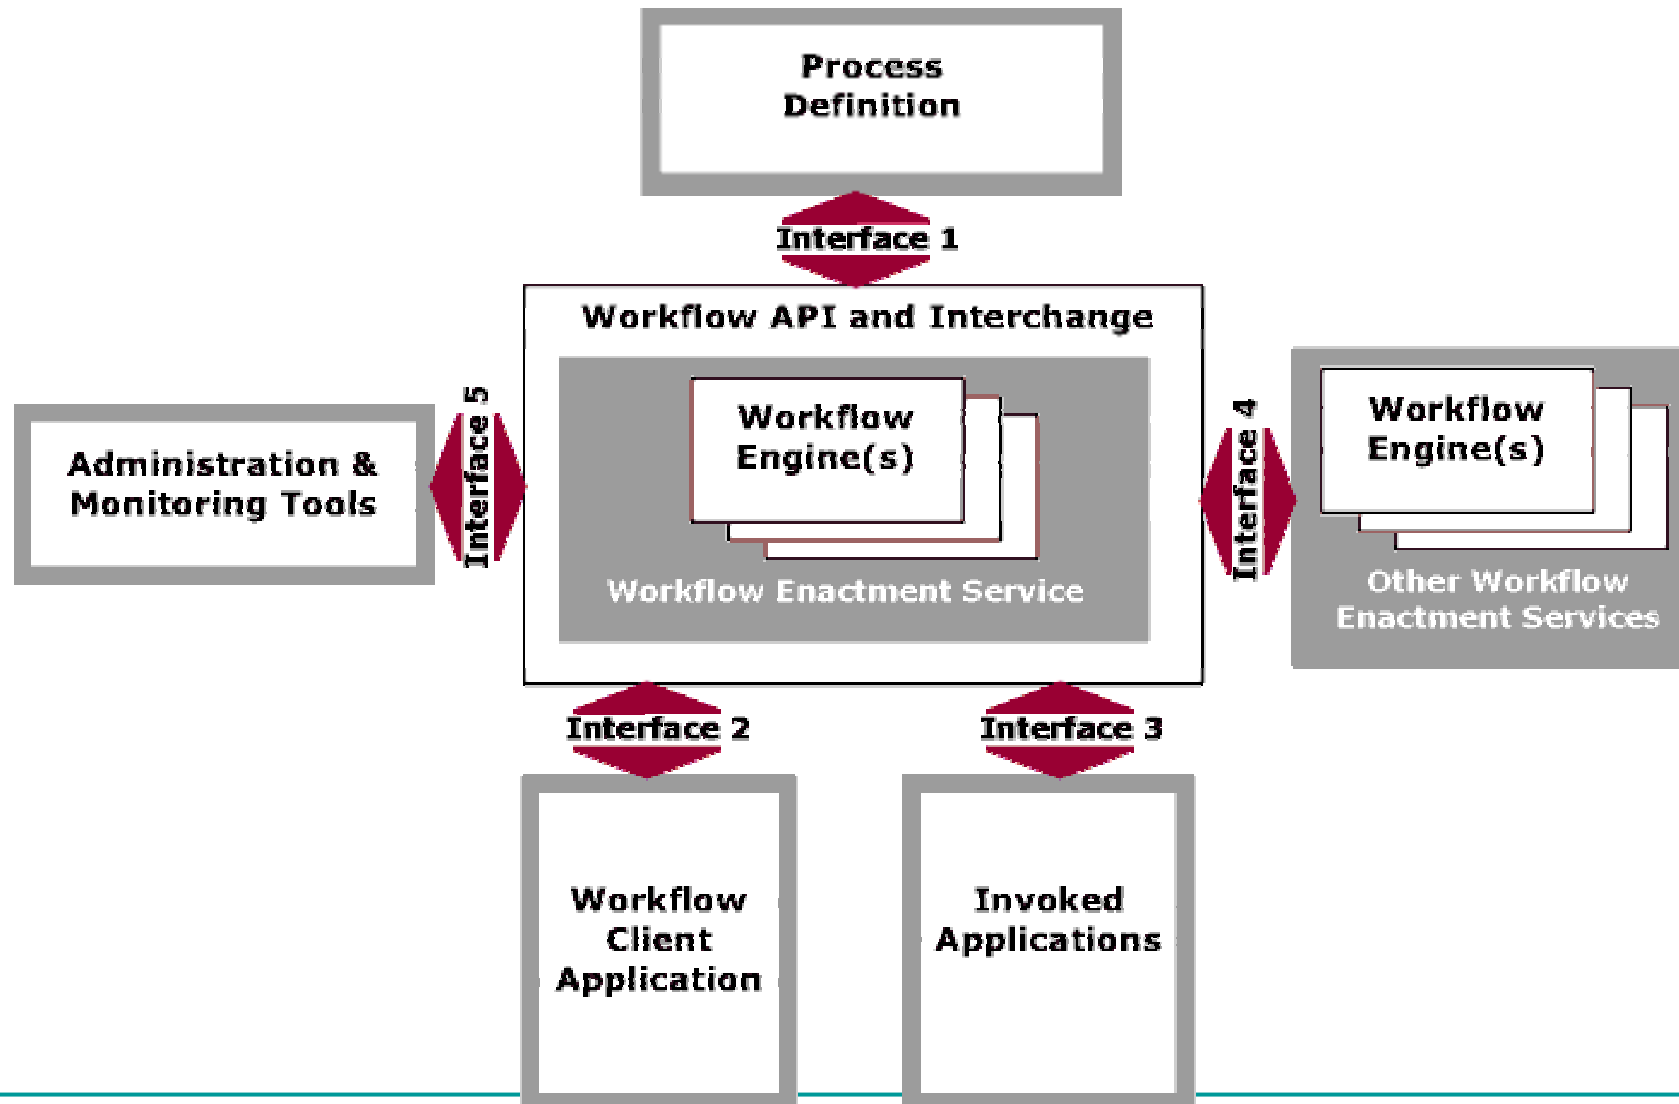 Process
Definition
Interface 1
Workflow API and Interchange
Workflow
Engine(s)
Workflow Enactment Service
Interface 5
Administration &
Monitoring Tools
Interface 4
Workflow
Engine(s)
Other Workflow
Enactment Services
Interface 2
Interface 3
Workflow
Client
Application
Invoked
Applications